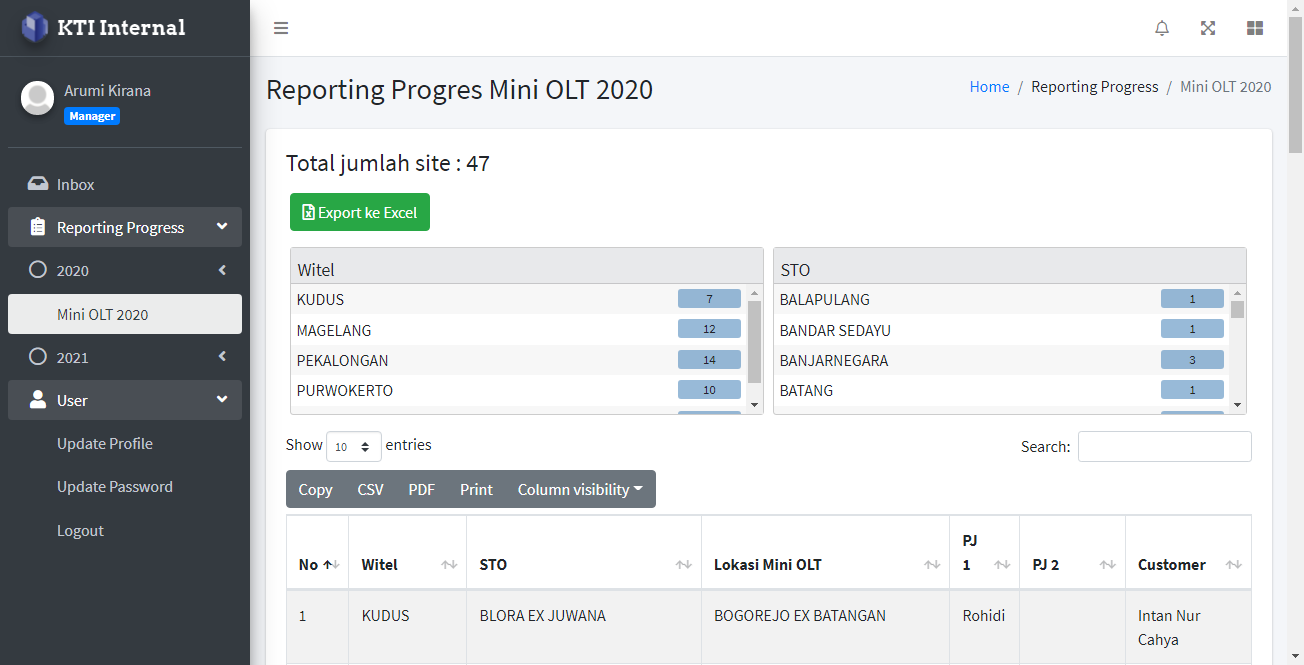 KTI Internal
Arumi Kirana
Manager
Inbox
Reporting Progress
2020
Mini OLT 2020
2021
User
Update Profile
Update Password
Logout
Reporting Progres Mini OLT 2020
Home / Reporting Progress / Mini OLT 2020
Total jumlah site : 47
Export ke Excel
Witel
KUDUS 7
MAGELANG 12
PEKALONGAN 14
PURWOKERTO 10
STO
BALAPULANG 1
BANDAR SEDAYU 1
BANJARNEGARA 3
BATANG 1
Show 10 entries
Search:
Copy CSV PDF Print Column visibility
No Witel STO Lokasi Mini OLT PJ 1 PJ 2 Customer
1 KUDUS BLORA EX JUWANA BOGOREJO EX BATANGAN Rohidi Intan Nur
Cahya